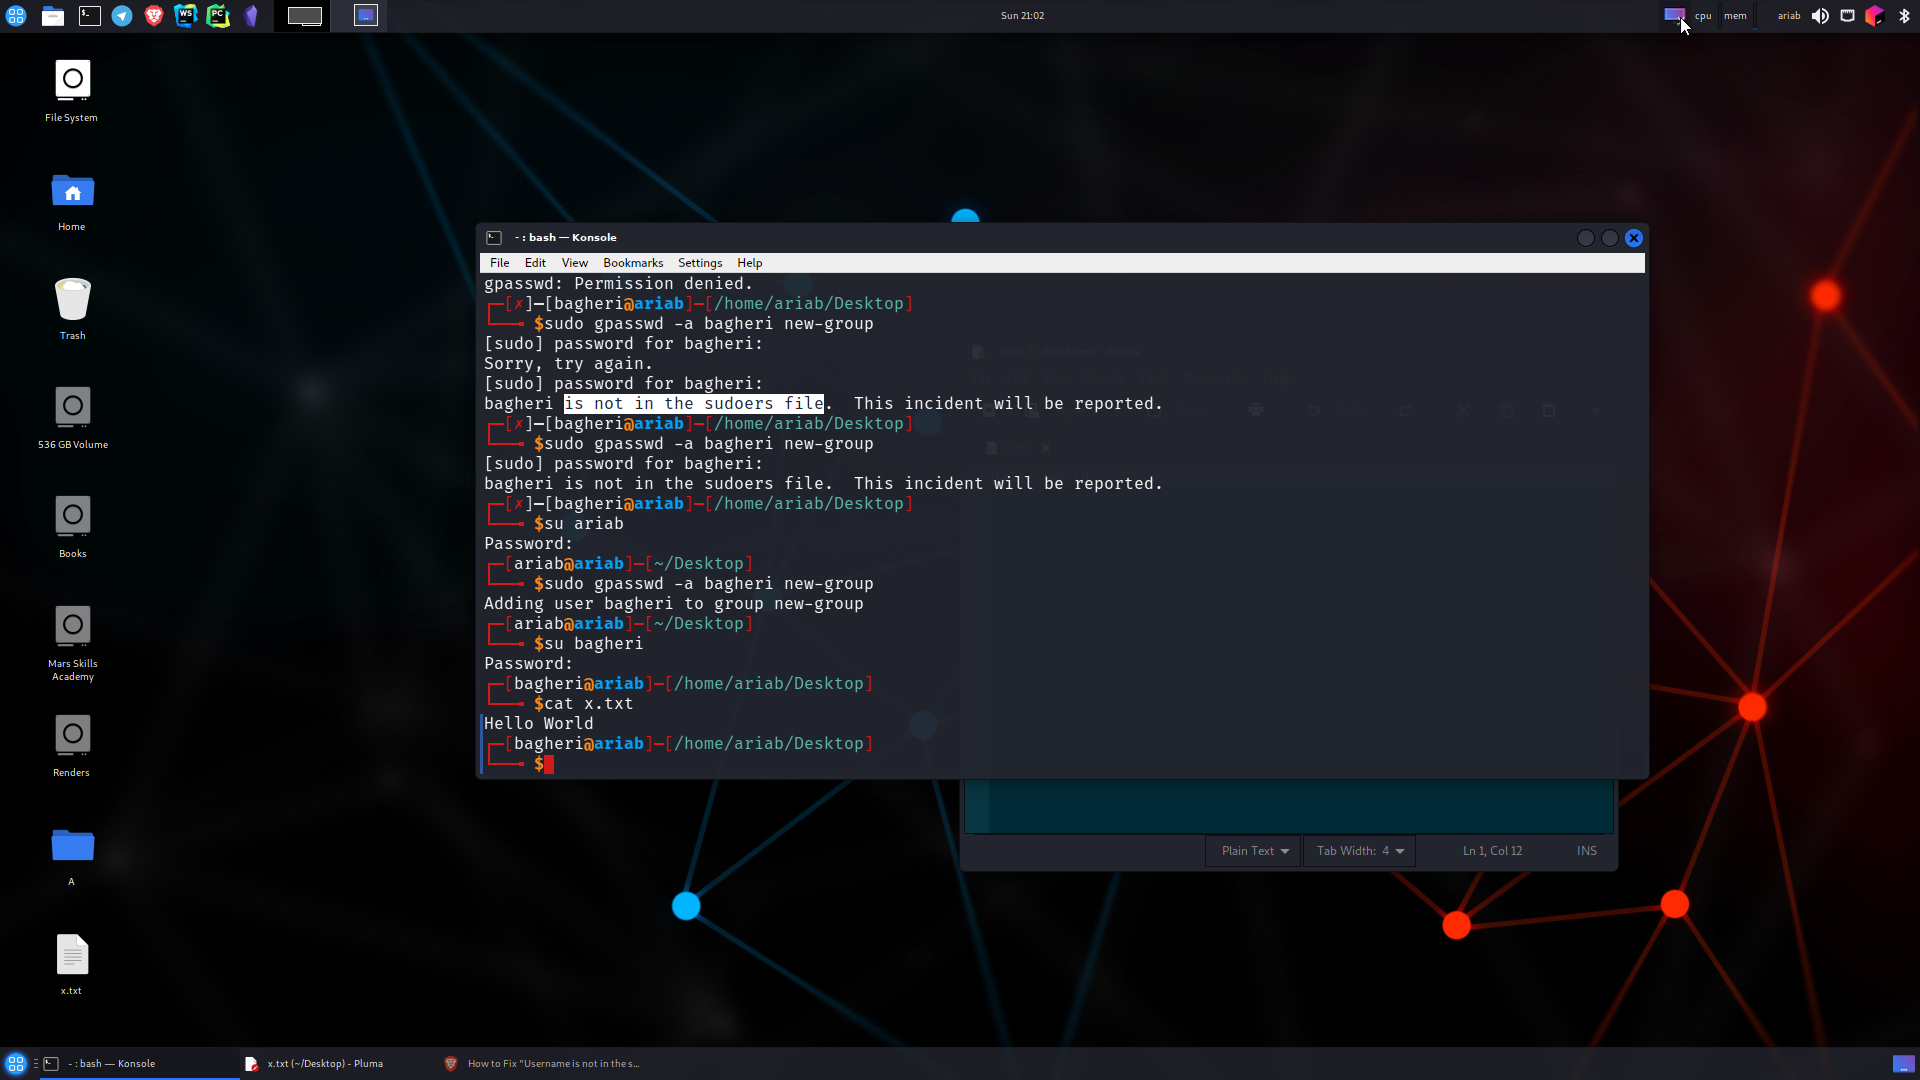 WS
PC
Sun 21:02
cpu
mem
ariab
File System
Home
Trash
536 GB Volume
Books
Mars Skills
Academy
Renders
A
x.txt
- : bash — Konsole
File Edit View Bookmarks Settings Help
gpasswd: Permission denied.
┌─[✗]─[bagheri@ariab]─[/home/ariab/Desktop]
└──╼ $sudo gpasswd -a bagheri new-group
[sudo] password for bagheri:
Sorry, try again.
[sudo] password for bagheri:
bagheri is not in the sudoers file.  This incident will be reported.
┌─[✗]─[bagheri@ariab]─[/home/ariab/Desktop]
└──╼ $sudo gpasswd -a bagheri new-group
[sudo] password for bagheri:
bagheri is not in the sudoers file.  This incident will be reported.
┌─[✗]─[bagheri@ariab]─[/home/ariab/Desktop]
└──╼ $su ariab
Password:
┌─[ariab@ariab]─[~/Desktop]
└──╼ $sudo gpasswd -a bagheri new-group
Adding user bagheri to group new-group
┌─[ariab@ariab]─[~/Desktop]
└──╼ $su bagheri
Password:
┌─[bagheri@ariab]─[/home/ariab/Desktop]
└──╼ $cat x.txt
Hello World
┌─[bagheri@ariab]─[/home/ariab/Desktop]
└──╼ $
Plain Text Tab Width: 4 Ln 1, Col 12 INS
- : bash — Konsole
x.txt (~/Desktop) - Pluma
How to Fix "Username is not in the s...